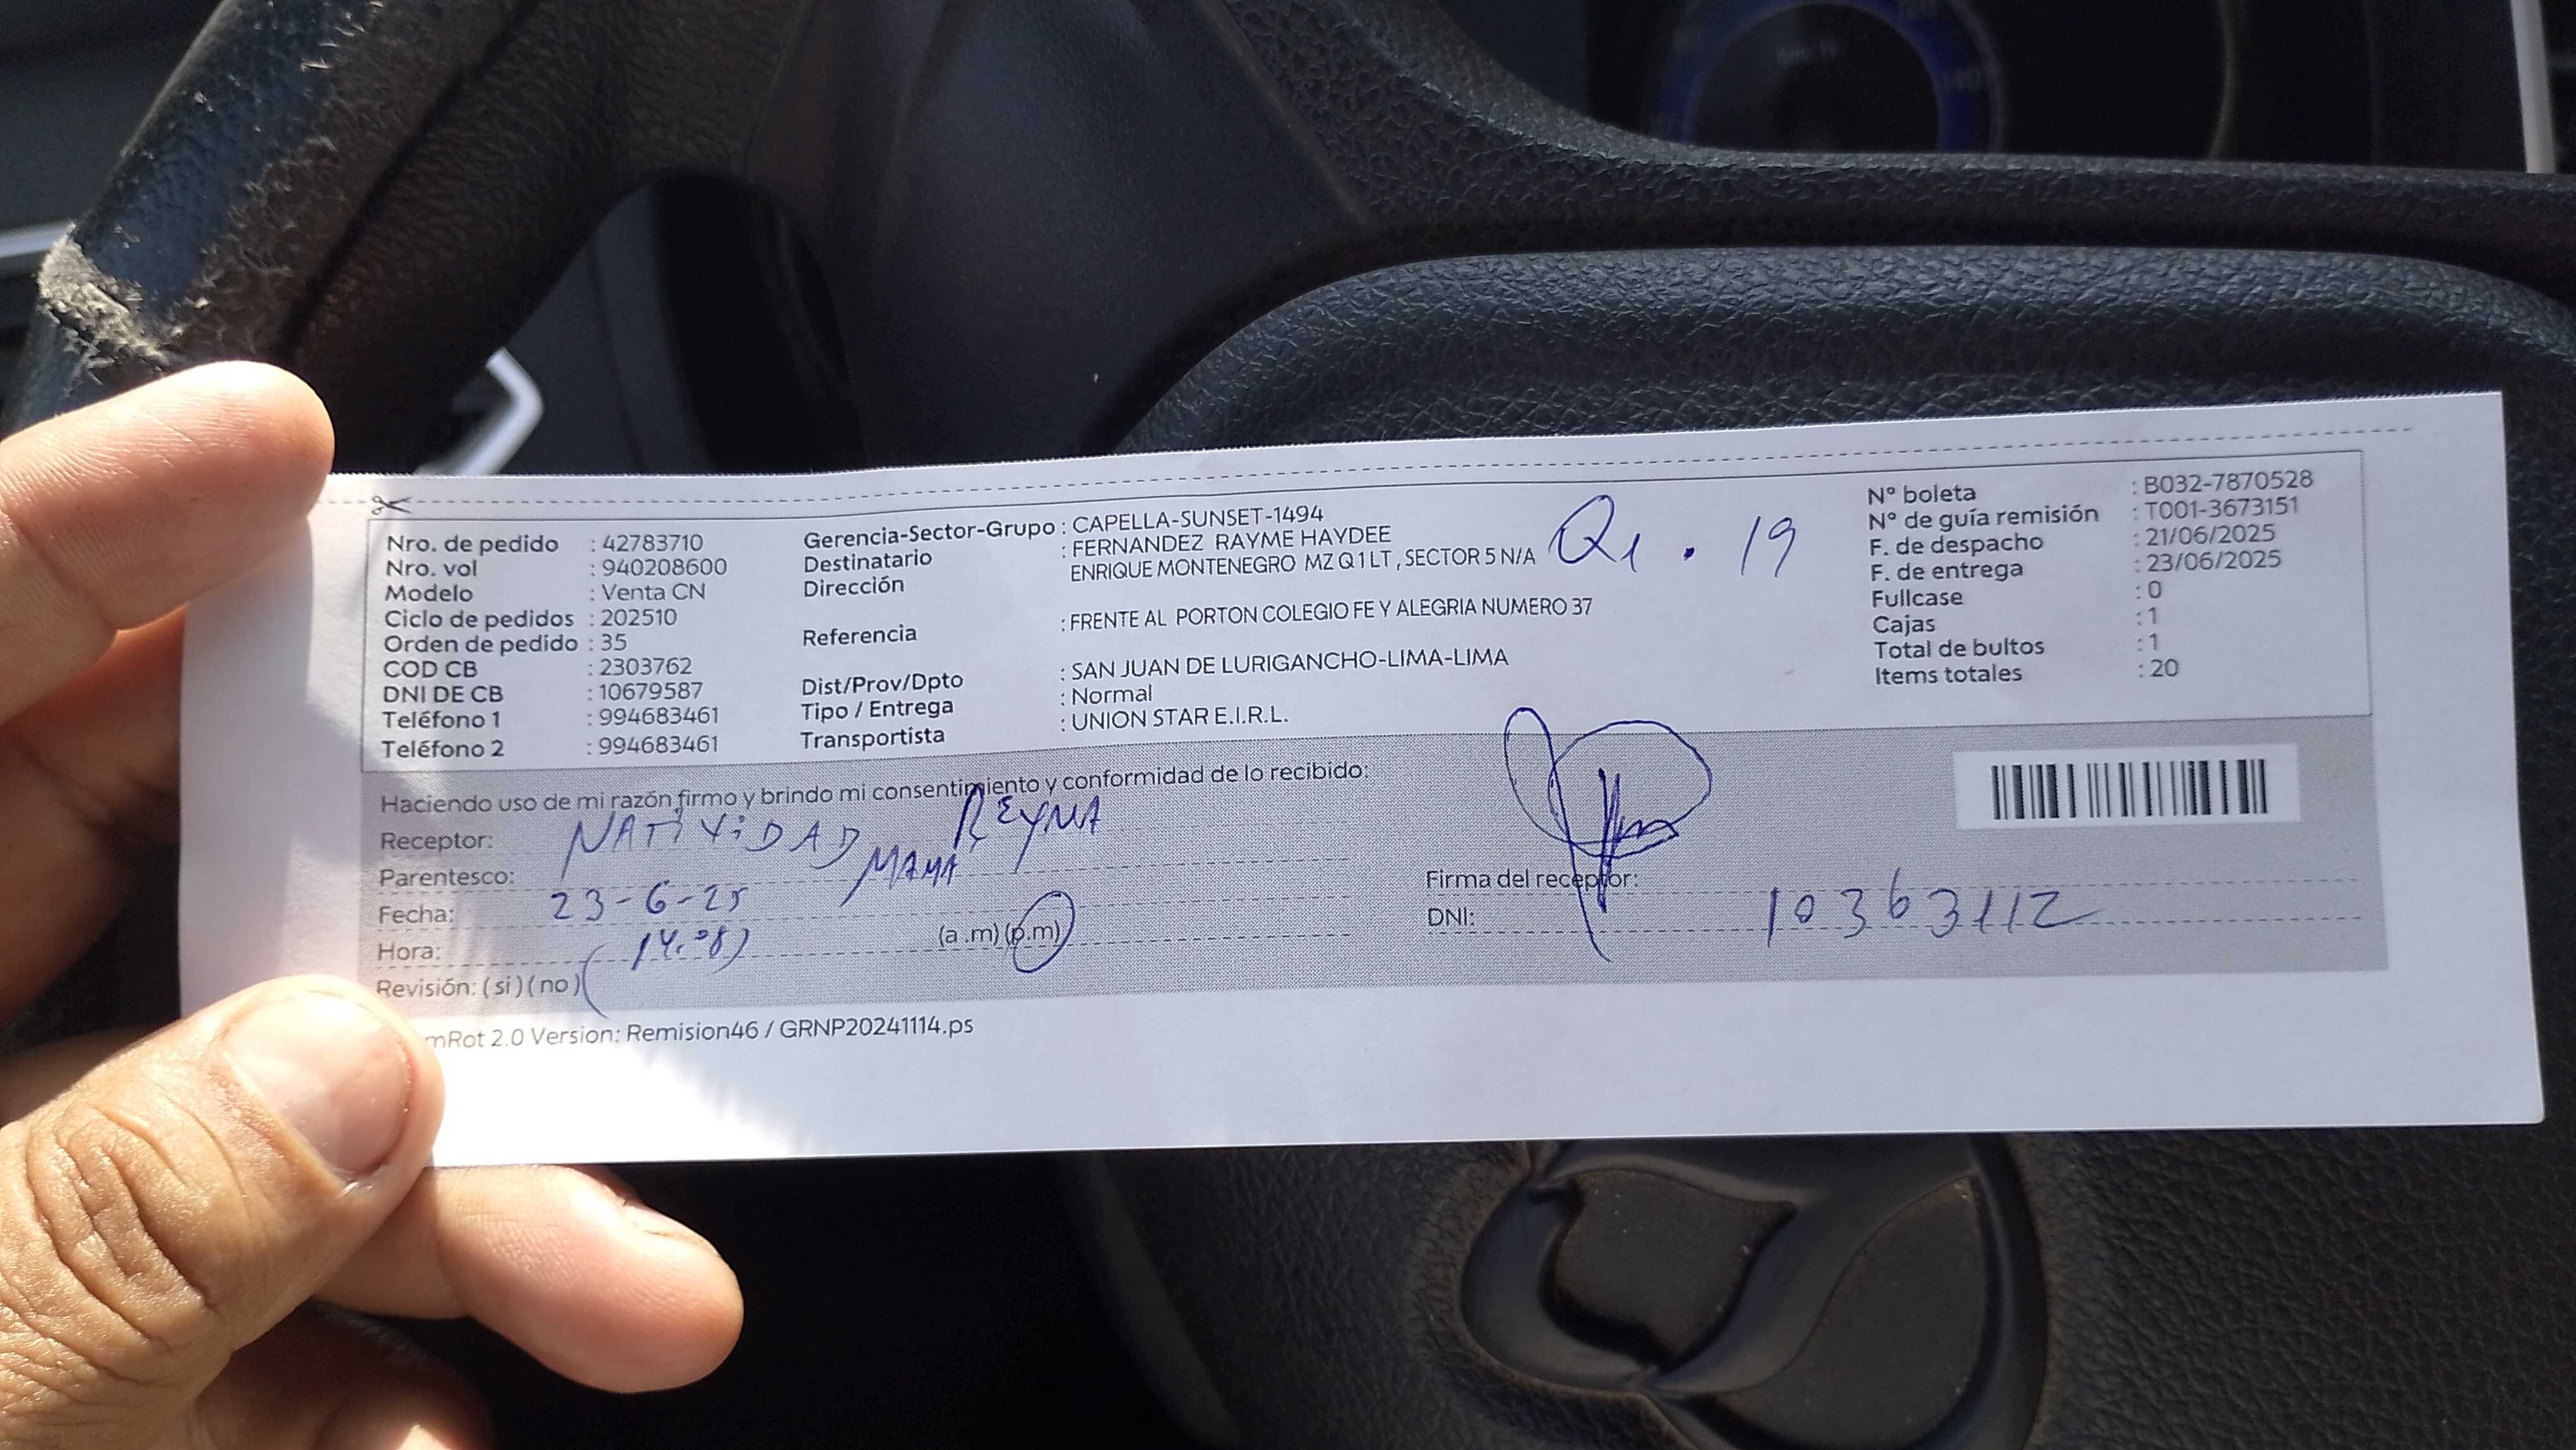 Nro. de pedido : 42783710
Nro. vol : 940208600
Modelo : Venta CN
Ciclo de pedidos : 202510
Orden de pedido : 35
COD CB : 2303762
DNI DE CB : 10679587
Teléfono 1 : 994683461
Teléfono 2 : 994683461
Gerencia-Sector-Grupo : CAPELLA-SUNSET-1494
Destinatario : FERNANDEZ RAYME HAYDEE
Dirección ENRIQUE MONTENEGRO MZ Q1 LT , SECTOR 5 N/A
Q1 . 19
Referencia : FRENTE AL PORTON COLEGIO FE Y ALEGRIA NUMERO 37
Dist/Prov/Dpto : SAN JUAN DE LURIGANCHO-LIMA-LIMA
Tipo / Entrega : Normal
Transportista : UNION STAR E.I.R.L.
N° boleta : B032-7870528
N° de guía remisión : T001-3673151
F. de despacho : 21/06/2025
F. de entrega : 23/06/2025
Fullcase : 0
Cajas : 1
Total de bultos : 1
Items totales : 20
Haciendo uso de mi razón firmo y brindo mi consentimiento y conformidad de lo recibido:
Receptor: NATIVIDAD REYNA
Parentesco: MAMA
Fecha: 23-6-25
Hora: 14:08 (a.m) (p.m)
Revisión: (si) (no)
Firma del receptor:
DNI: 10363112
mRot 2.0 Version: Remision46 / GRNP20241114.ps